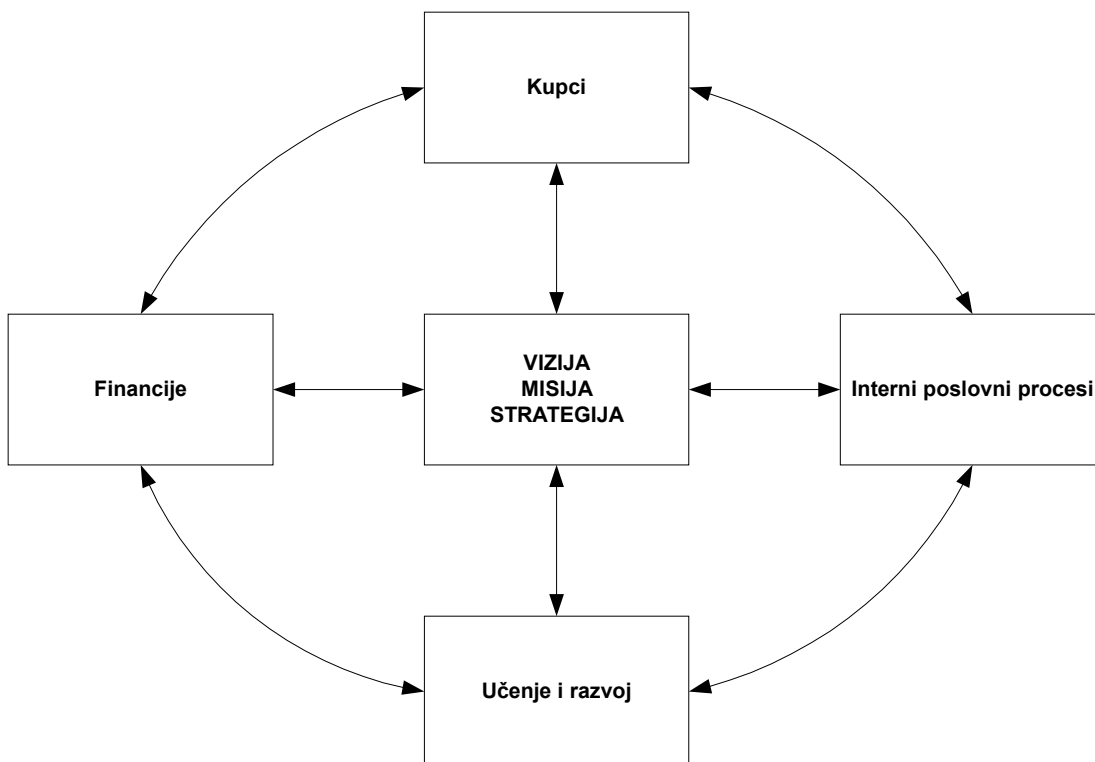 Kupci
Financije
VIZIJA
MISIJA
STRATEGIJA
Interni poslovni procesi
Učenje i razvoj